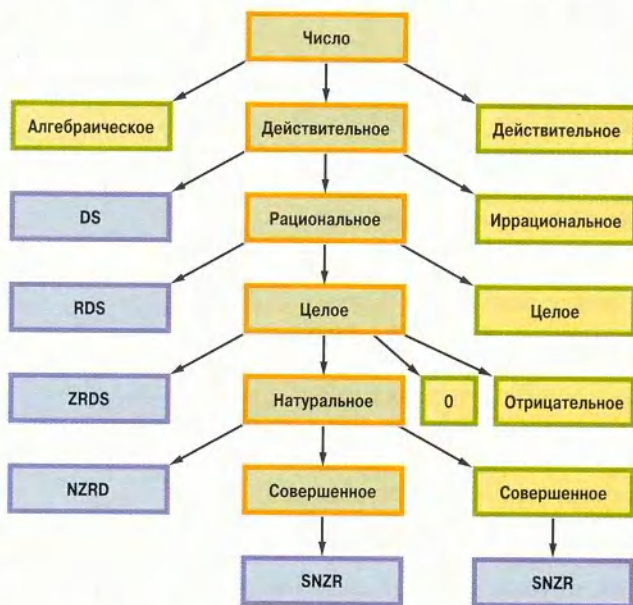 Число
Алгебраическое
Действительное
Действительное
DS
Рациональное
Иррациональное
RDS
Целое
Целое
ZRDS
Натуральное
0
Отрицательное
NZRD
Совершенное
Совершенное
SNZR
SNZR